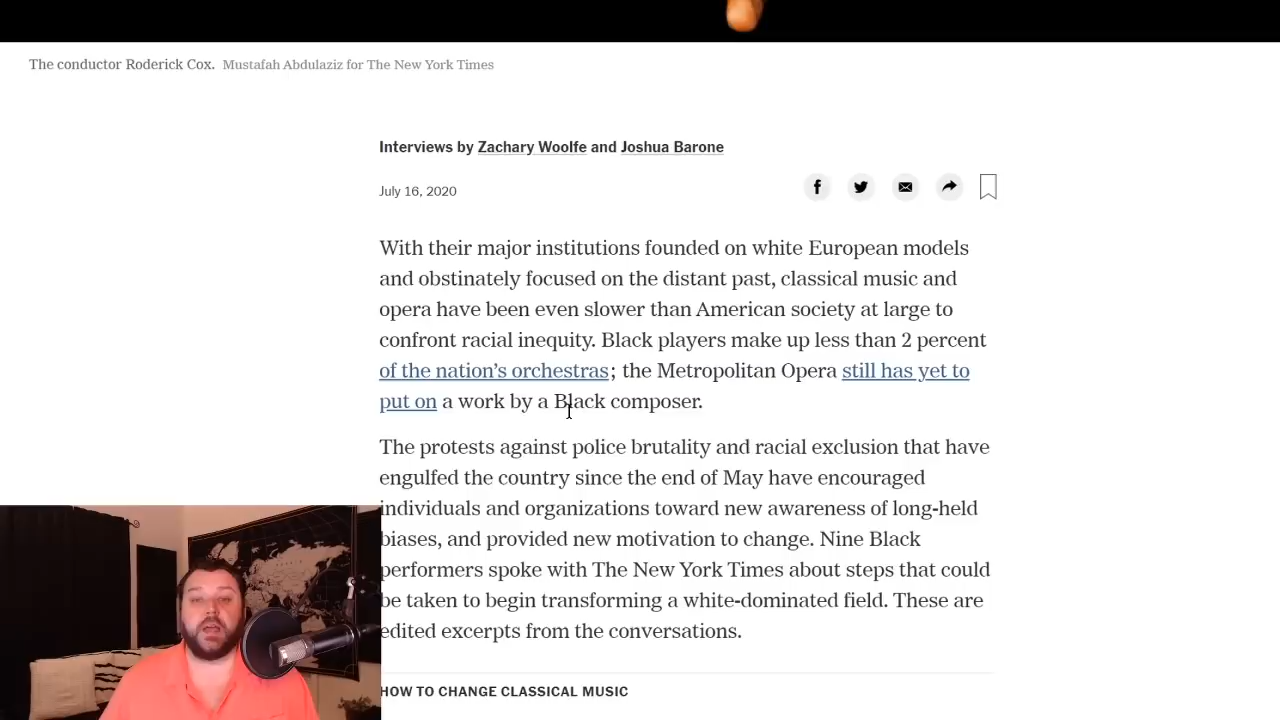 The conductor Roderick Cox. Mustafah Abdulaziz for The New York Times
Interviews by Zachary Woolfe and Joshua Barone
July 16, 2020
With their major institutions founded on white European models
and obstinately focused on the distant past, classical music and
opera have been even slower than American society at large to
confront racial inequity. Black players make up less than 2 percent
of the nation’s orchestras; the Metropolitan Opera still has yet to
put on a work by a Black composer.
The protests against police brutality and racial exclusion that have
engulfed the country since the end of May have encouraged
individuals and organizations toward new awareness of long-held
biases, and provided new motivation to change. Nine Black
performers spoke with The New York Times about steps that could
be taken to begin transforming a white-dominated field. These are
edited excerpts from the conversations.
HOW TO CHANGE CLASSICAL MUSIC